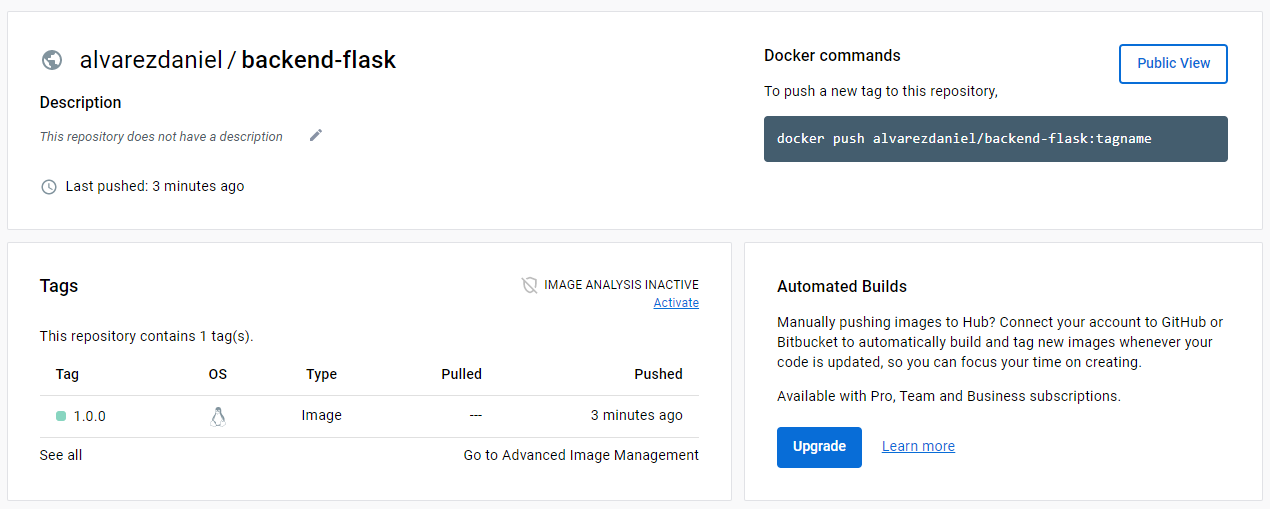 alvarezdaniel / backend-flask
Description
This repository does not have a description
Last pushed: 3 minutes ago
Docker commands
Public View
To push a new tag to this repository,
docker push alvarezdaniel/backend-flask:tagname
Tags
IMAGE ANALYSIS INACTIVE
Activate
This repository contains 1 tag(s).
Tag OS Type Pulled Pushed
1.0.0 Image --- 3 minutes ago
See all Go to Advanced Image Management
Automated Builds
Manually pushing images to Hub? Connect your account to GitHub or
Bitbucket to automatically build and tag new images whenever your
code is updated, so you can focus your time on creating.
Available with Pro, Team and Business subscriptions.
Upgrade Learn more